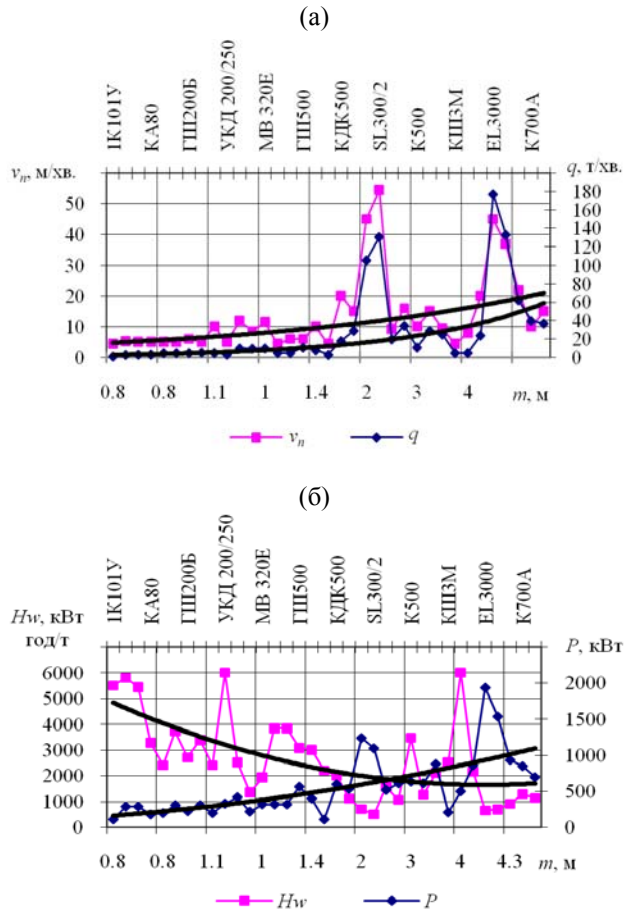 (а)
1К101У КА80 ГШ200Б УКД 200/250 МВ 320Е ГШ500 КДК500 SL300/2 К500 КШ3М EL3000 К700А
vₙ, м/хв. q, т/хв.
50 180
40 160
30 140
20 120
10 100
0 80
60
40
20
0
0.8 0.8 1.1 1 1.4 2 3 4 m, м
vₙ q
(б)
1К101У КА80 ГШ200Б УКД 200/250 МВ 320Е ГШ500 КДК500 SL300/2 К500 КШ3М EL3000 К700А
Hw, кВт
год/т
P, кВт
6000 2000
5000 1500
4000 1000
3000 500
2000 0
1000
0
0.8 0.8 1.1 1 1.4 2 3 4 4.3 m, м
Hw P